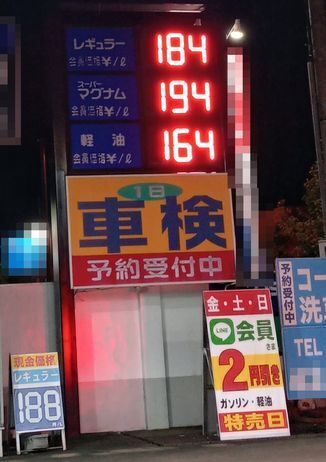 レギュラー
会員価格¥/ℓ
184
スーパー
マグナム
会員価格¥/ℓ
194
軽油
会員価格¥/ℓ
164
1日
車検
予約受付中
現金価格
レギュラー
188
金・土・日
LINE
会員
さま
2円引き
ガソリン・軽油
特売日
予約受付中
コー
洗
TEL